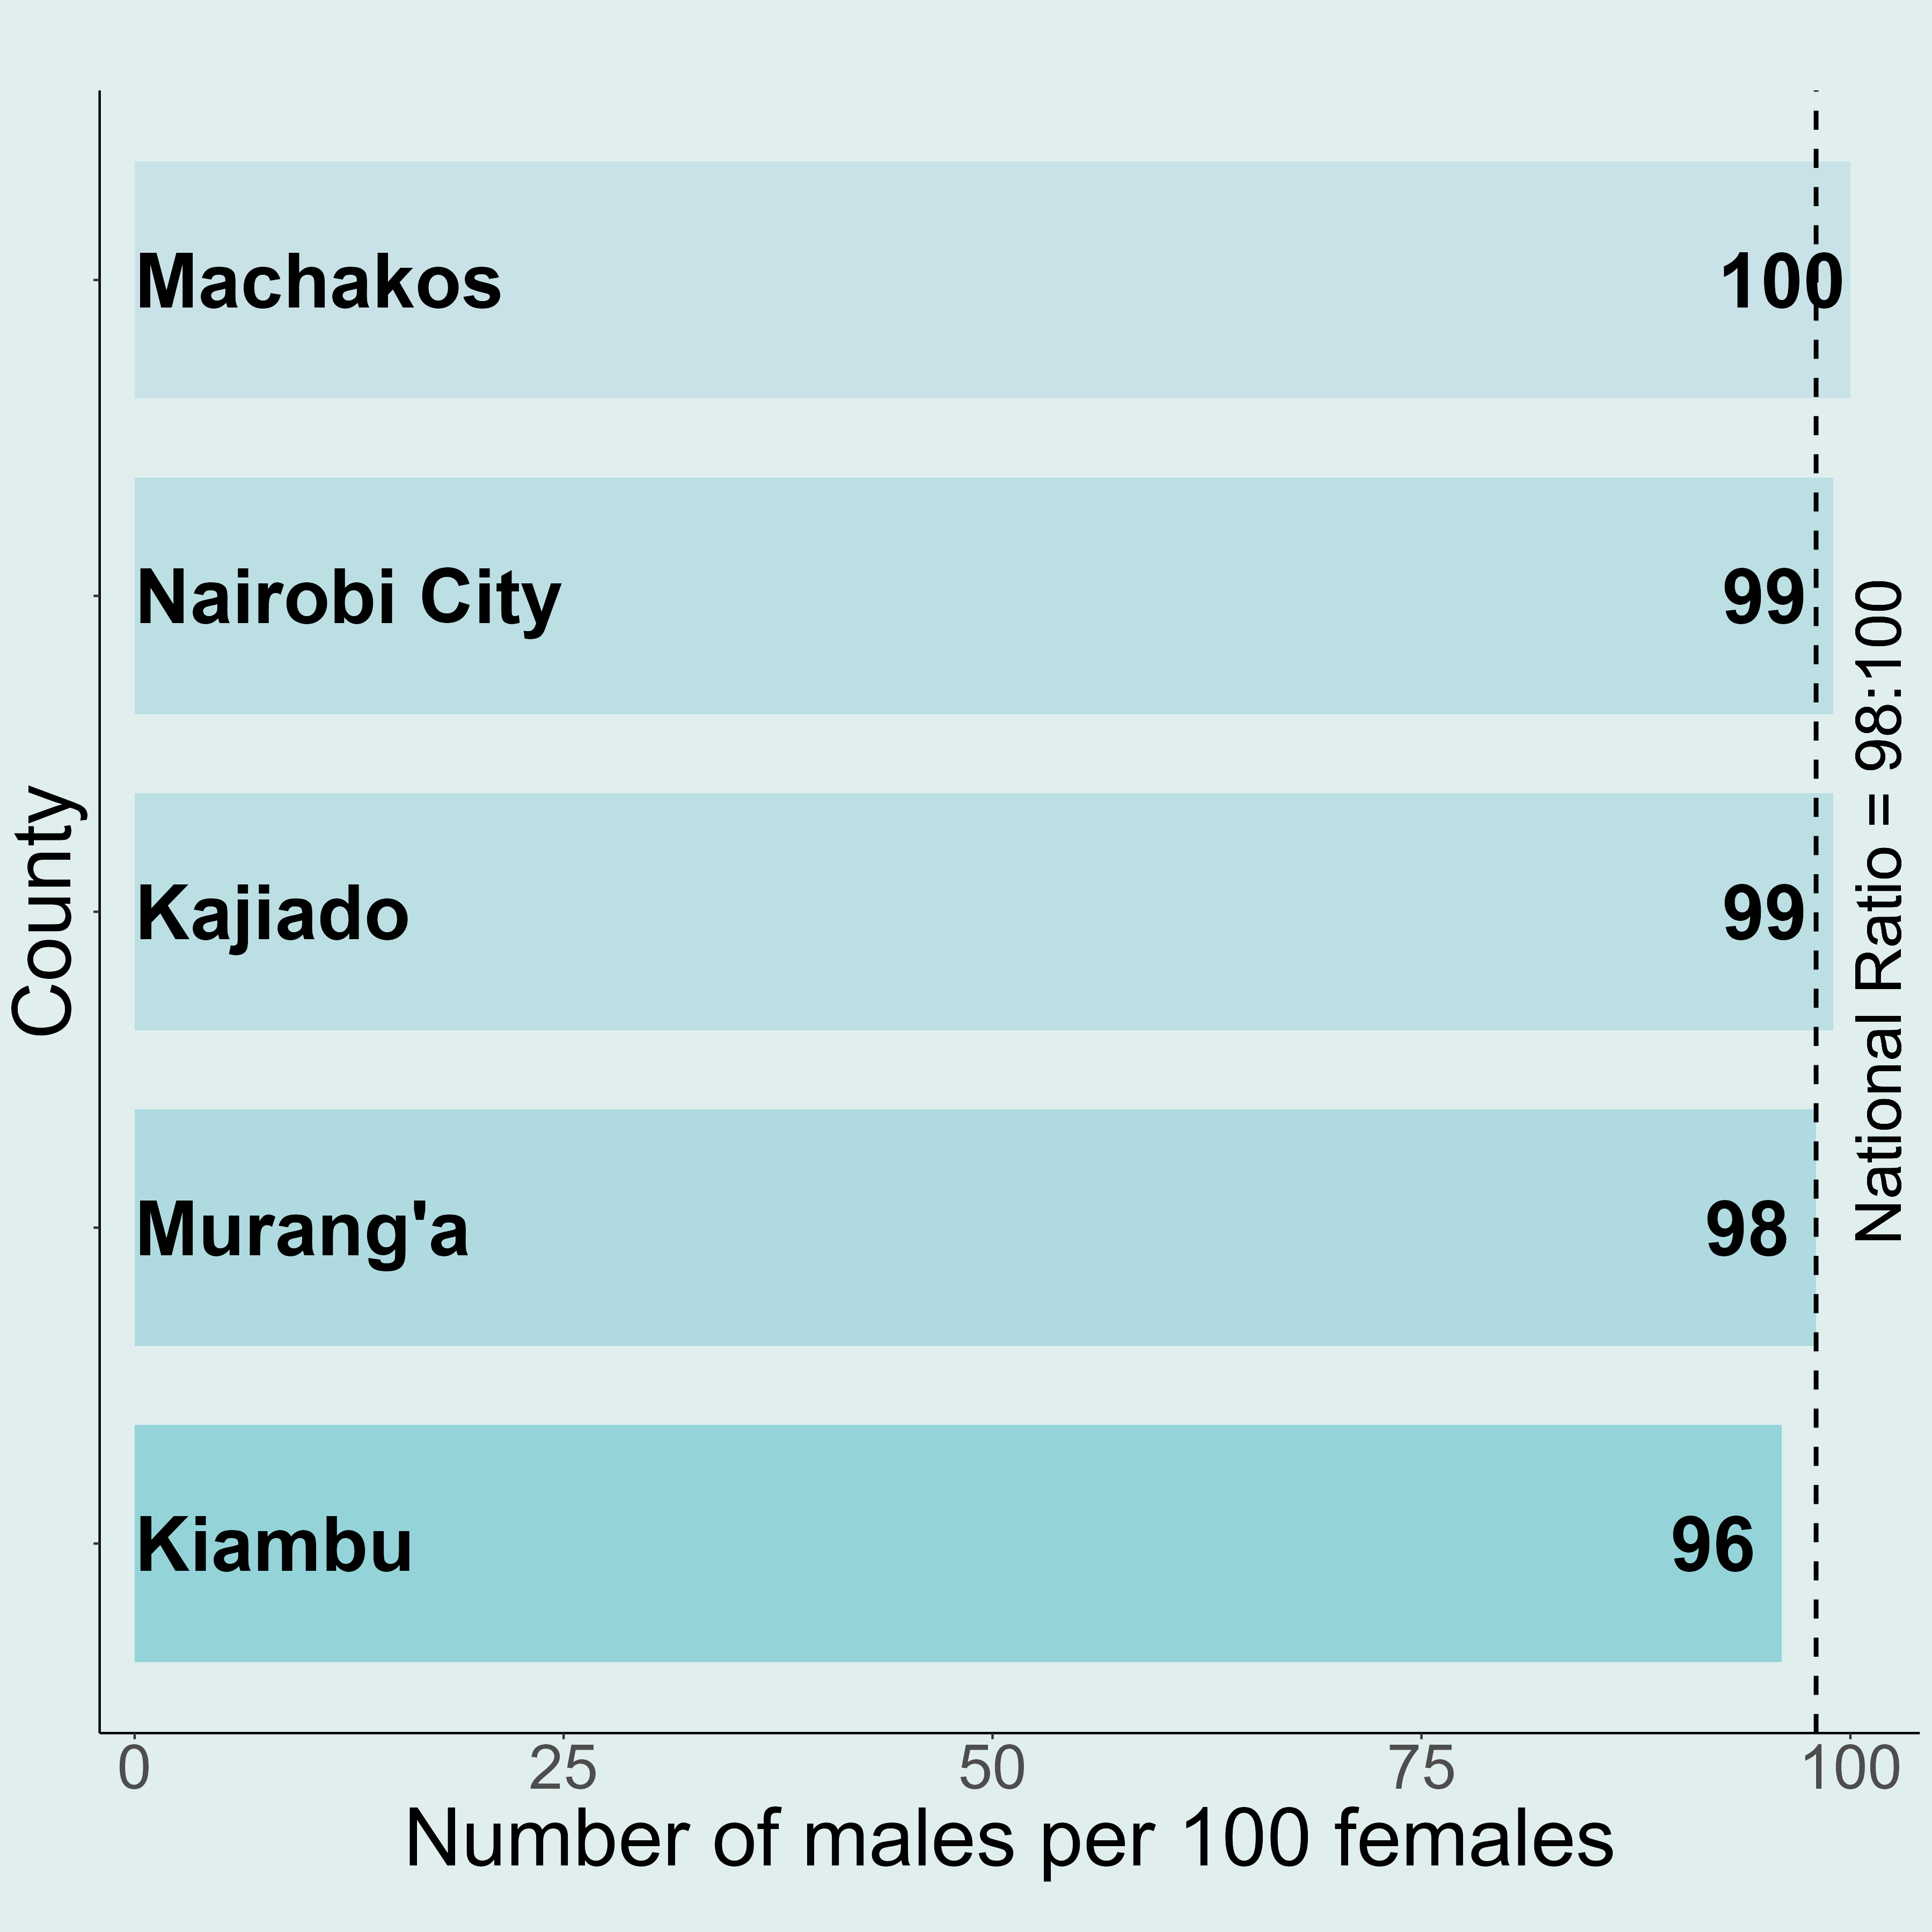 Machakos 100
Nairobi City 99
Kajiado 99
Murang'a 98
Kiambu 96
County
National Ratio = 98:100
0 25 50 75 100
Number of males per 100 females